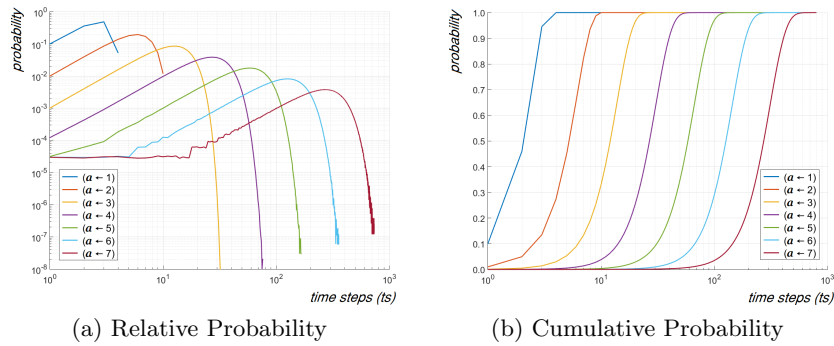 probability
10^0
10^-1
10^-2
10^-3
10^-4
10^-5
10^-6
10^-7
10^-8
(a ← 1)
(a ← 2)
(a ← 3)
(a ← 4)
(a ← 5)
(a ← 6)
(a ← 7)
10^0 10^1 10^2 10^3
time steps (ts)
(a) Relative Probability
probability
1.0
0.9
0.8
0.7
0.6
0.5
0.4
0.3
0.2
0.1
0.0
(a ← 1)
(a ← 2)
(a ← 3)
(a ← 4)
(a ← 5)
(a ← 6)
(a ← 7)
10^0 10^1 10^2 10^3
time steps (ts)
(b) Cumulative Probability